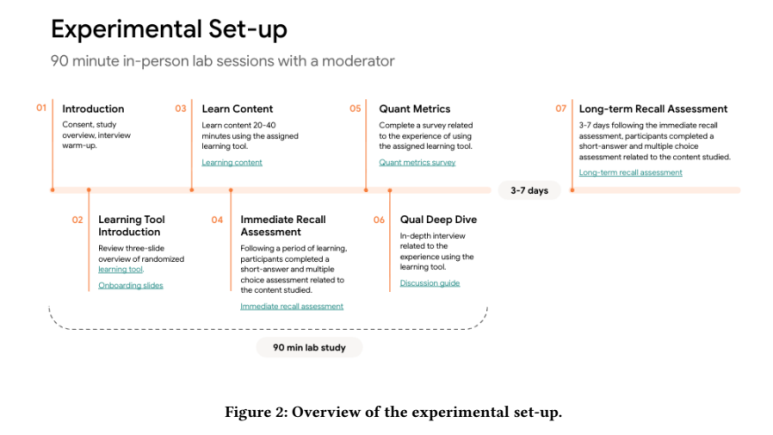 Experimental Set-up
90 minute in-person lab sessions with a moderator
01
Introduction
Consent, study
overview, interview
warm-up.
02
Learning Tool
Introduction
Review three-slide
overview of randomized
learning tool.
Onboarding slides
03
Learn Content
Learn content 20-40
minutes using the assigned
learning tool.
Learning content
04
Immediate Recall
Assessment
Following a period of learning,
participants completed a
short-answer and multiple
choice assessment related to
the content studied.
Immediate recall assessment
05
Quant Metrics
Complete a survey related
to the experience of using
the assigned learning tool.
Quant metrics survey
06
Qual Deep Dive
In-depth interview
related to the
experience using the
learning tool.
Discussion guide
90 min lab study
3-7 days
07
Long-term Recall Assessment
3-7 days following the immediate recall
assessment, participants completed a
short-answer and multiple choice
assessment related to the content studied.
Long-term recall assessment
Figure 2: Overview of the experimental set-up.